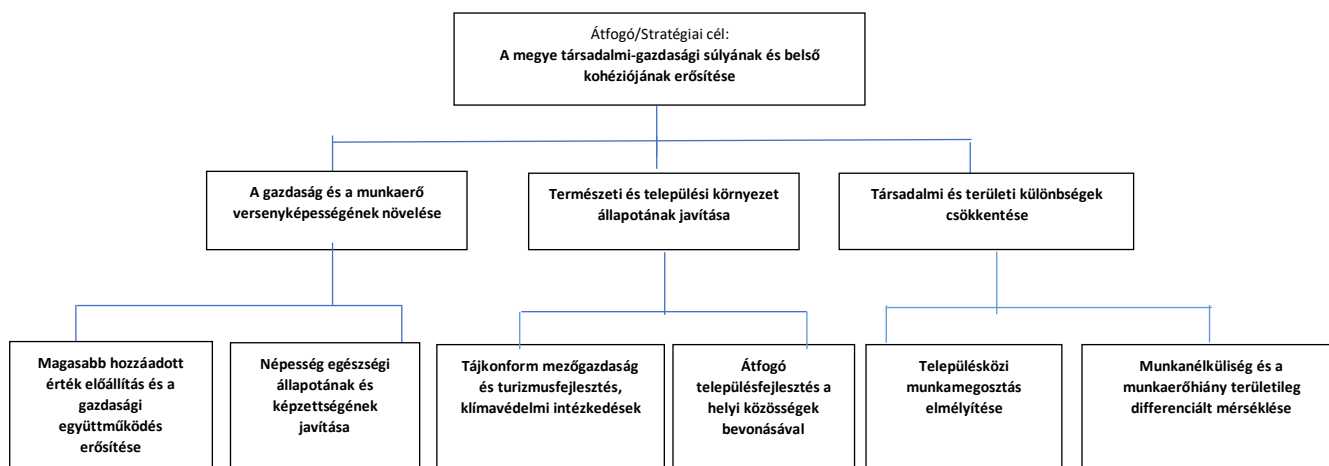 Átfogó/Stratégiai cél:
A megye társadalmi-gazdasági súlyának és belső
kohéziójának erősítése
A gazdaság és a munkaerő
versenyképességének növelése
Természeti és települési környezet
állapotának javítása
Társadalmi és területi különbségek
csökkentése
Magasabb hozzáadott
érték előállítás és a
gazdasági
együttműködés
erősítése
Népesség egészségi
állapotának és
képzettségének
javítása
Tájkonform mezőgazdaság
és turizmusfejlesztés,
klímavédelmi intézkedések
Átfogó
településfejlesztés a
helyi közösségek
bevonásával
Településközi
munkamegosztás
elmélyítése
Munkanélküliség és a
munkaerőhiány területileg
differenciált mérséklése